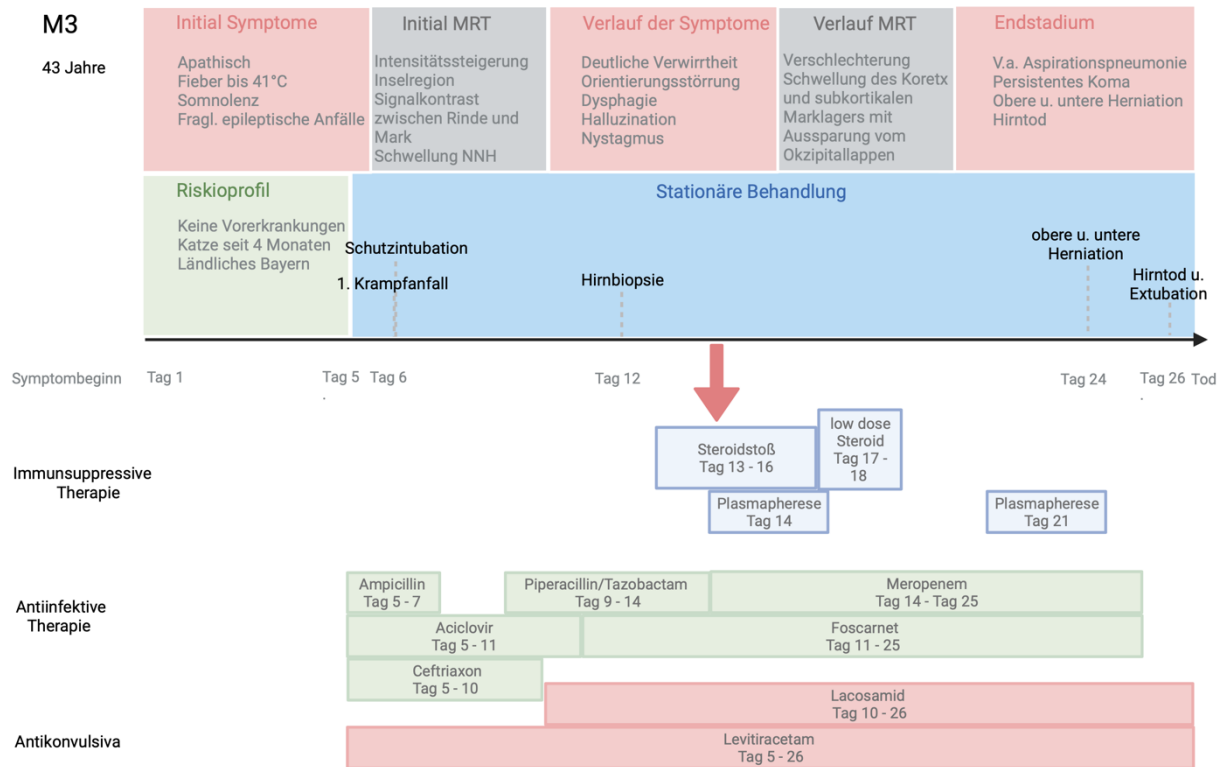 M3
43 Jahre
Initial Symptome
Apathisch
Fieber bis 41°C
Somnolenz
Fragl. epileptische Anfälle
Initial MRT
Intensitätssteigerung
Inselregion
Signalkontrast
zwischen Rinde und
Mark
Schwellung NNH
Verlauf der Symptome
Deutliche Verwirrtheit
Orientierungsstörrung
Dysphagie
Halluzination
Nystagmus
Verlauf MRT
Verschlechterung
Schwellung des Koretx
und subkortikalen
Marklagers mit
Aussparung vom
Okzipitallappen
Endstadium
V.a. Aspirationspneumonie
Persistentes Koma
Obere u. untere Herniation
Hirntod
Riskioprofil
Keine Vorerkrankungen
Katze seit 4 Monaten
Ländliches Bayern
Stationäre Behandlung
Schutzintubation
1. Krampfanfall
Hirnbiopsie
obere u. untere
Herniation
Hirntod u.
Extubation
Symptombeginn
Tag 1
Tag 5
Tag 6
Tag 12
Tag 24
Tag 26
Tod
Immunsuppressive
Therapie
Steroidstoß
Tag 13 - 16
low dose
Steroid
Tag 17 -
18
Plasmapherese
Tag 14
Plasmapherese
Tag 21
Antiinfektive
Therapie
Ampicillin
Tag 5 - 7
Piperacillin/Tazobactam
Tag 9 - 14
Meropenem
Tag 14 - Tag 25
Aciclovir
Tag 5 - 11
Foscarnet
Tag 11 - 25
Ceftriaxon
Tag 5 - 10
Lacosamid
Tag 10 - 26
Antikonvulsiva
Levitiracetam
Tag 5 - 26